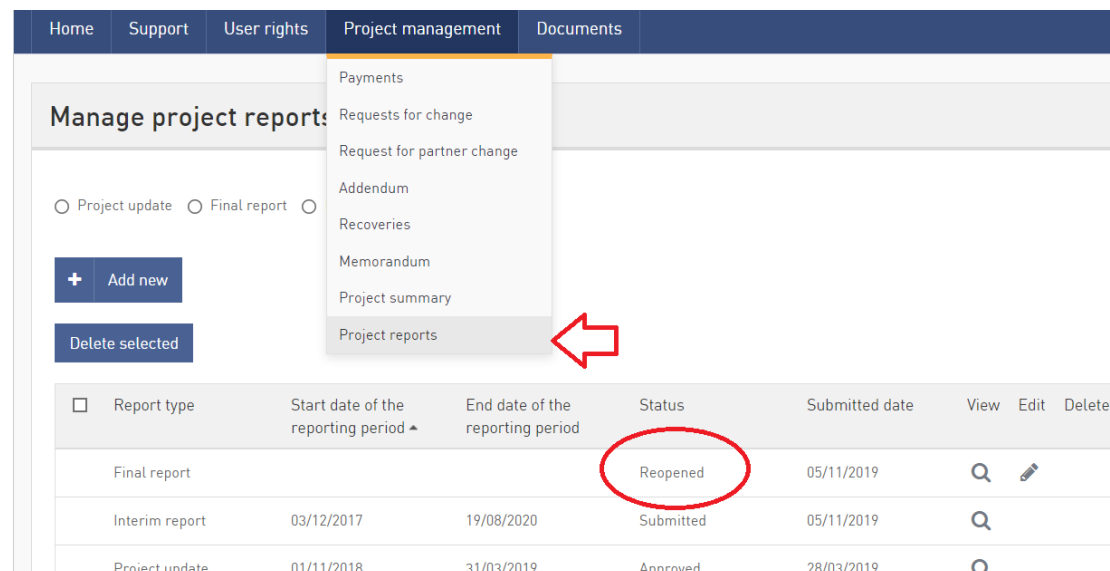 Home Support User rights Project management Documents
Payments
Manage project reports
Requests for change
Request for partner change
Addendum
Project update Final report
Recoveries
Memorandum
Add new
Project summary
Project reports
Delete selected
Report type Start date of the reporting period End date of the reporting period Status Submitted date View Edit Delete
Final report Reopened 05/11/2019
Interim report 03/12/2017 19/08/2020 Submitted 05/11/2019
Project update 01/11/2018 31/03/2019 Approved 28/03/2019